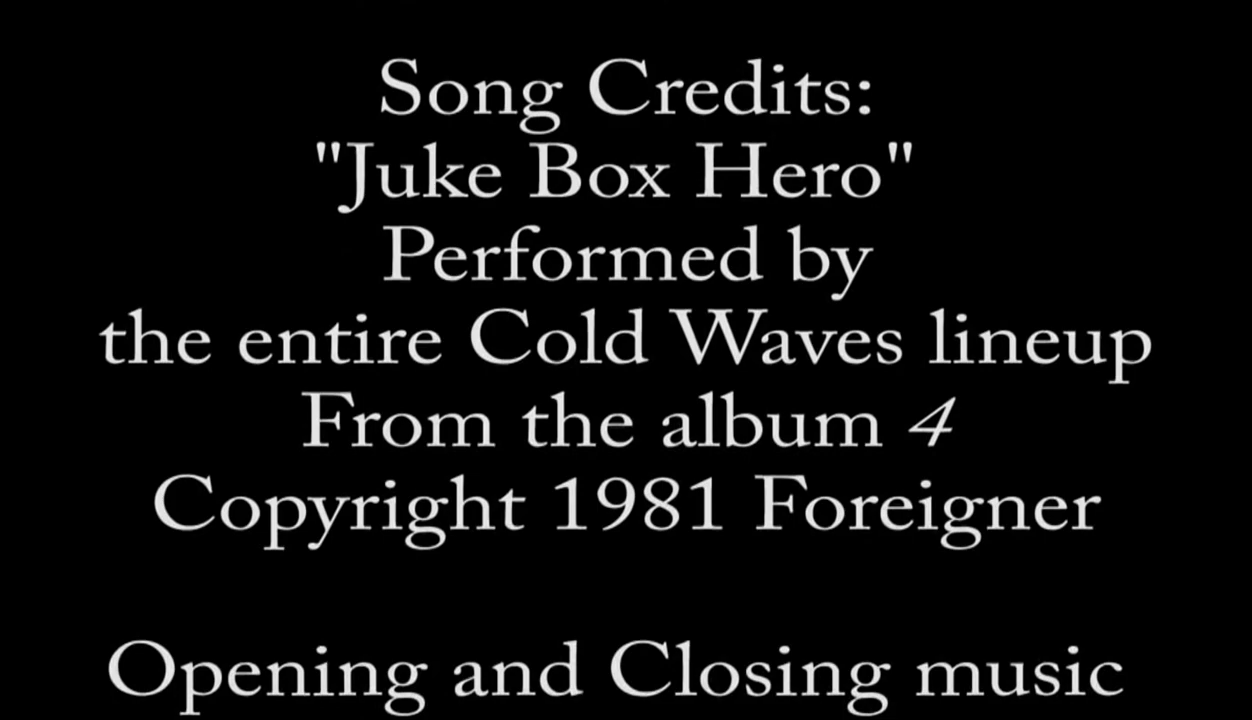 Song Credits:
"Juke Box Hero"
Performed by
the entire Cold Waves lineup
From the album 4
Copyright 1981 Foreigner
Opening and Closing music